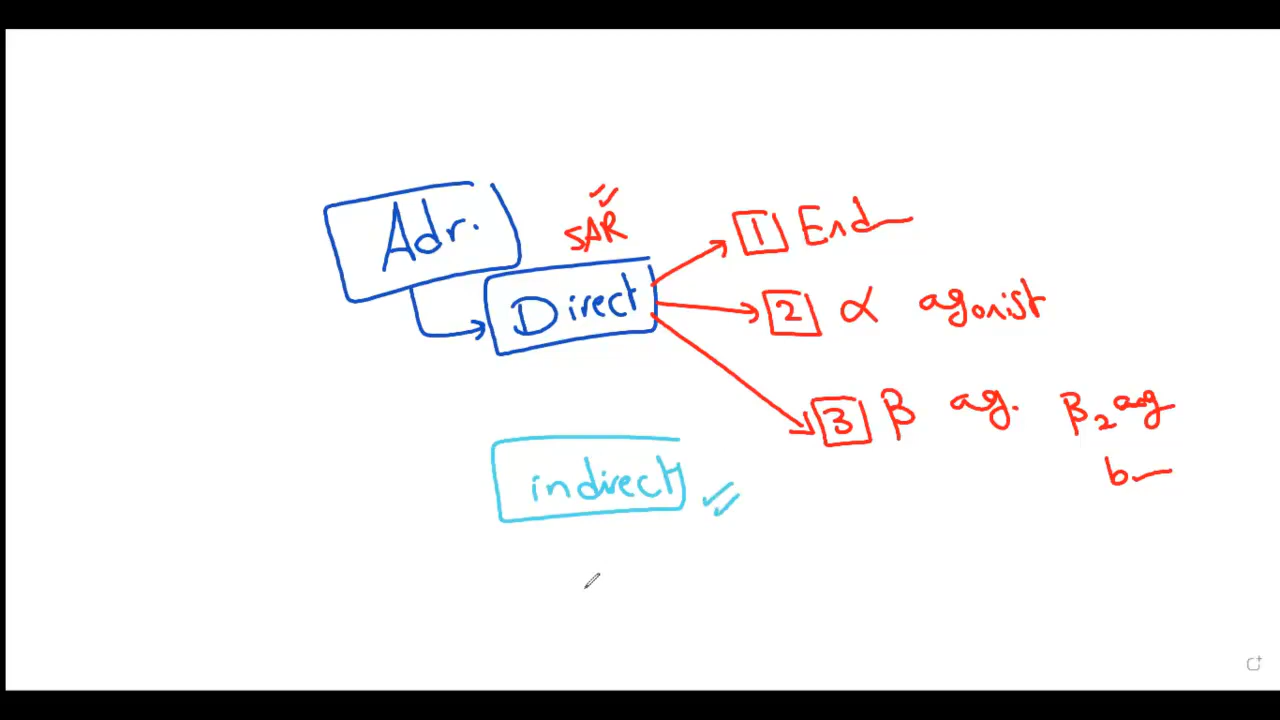 Adr.
SAR
Direct
1 End
2 α agonist
3 β ag. β2 ag
b
indirect